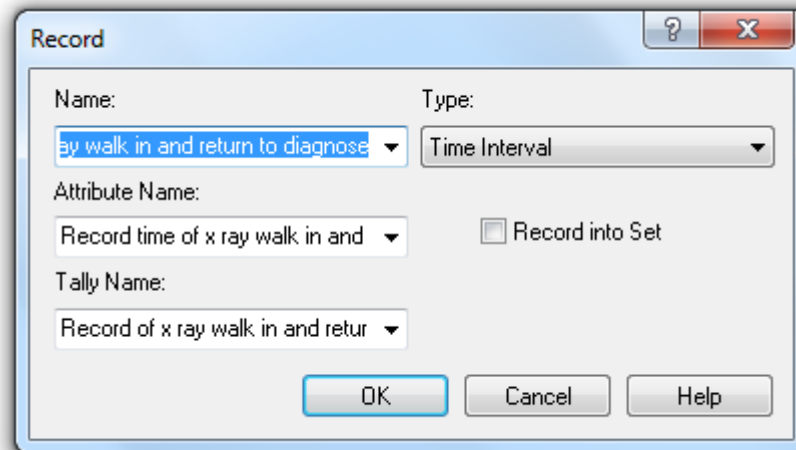 Record
Name:
Type:
ay walk in and return to diagnose
Time Interval
Attribute Name:
Record time of x ray walk in and
Record into Set
Tally Name:
Record of x ray walk in and retur
OK
Cancel
Help